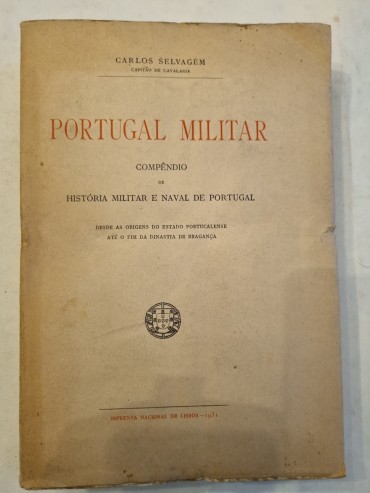 CARLOS SELVAGEM
CAPITÃO DE CAVALARIA
PORTUGAL MILITAR
COMPÊNDIO
DE
HISTÓRIA MILITAR E NAVAL DE PORTUGAL
DESDE AS ORIGENS DO ESTADO PORTUCALENSE
ATÉ O FIM DA DINASTIA DE BRAGANÇA
IMPRENSA NACIONAL DE LISBOA — 1931